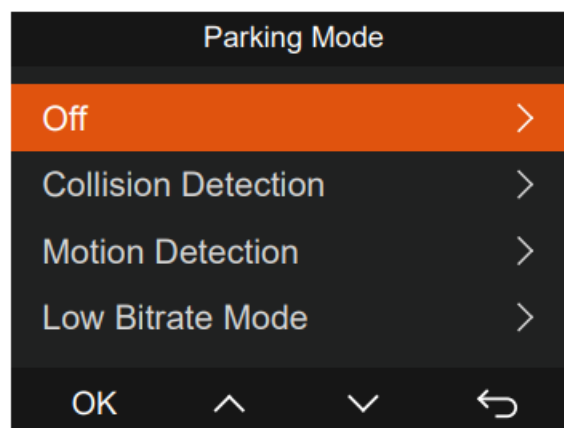 Parking Mode
Off
Collision Detection
Motion Detection
Low Bitrate Mode
OK